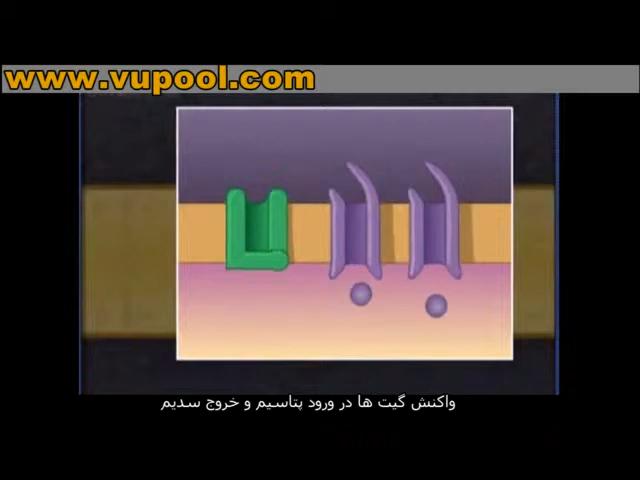 www.vupool.com
واکنش گیت ها در ورود پتاسیم و خروج سدیم